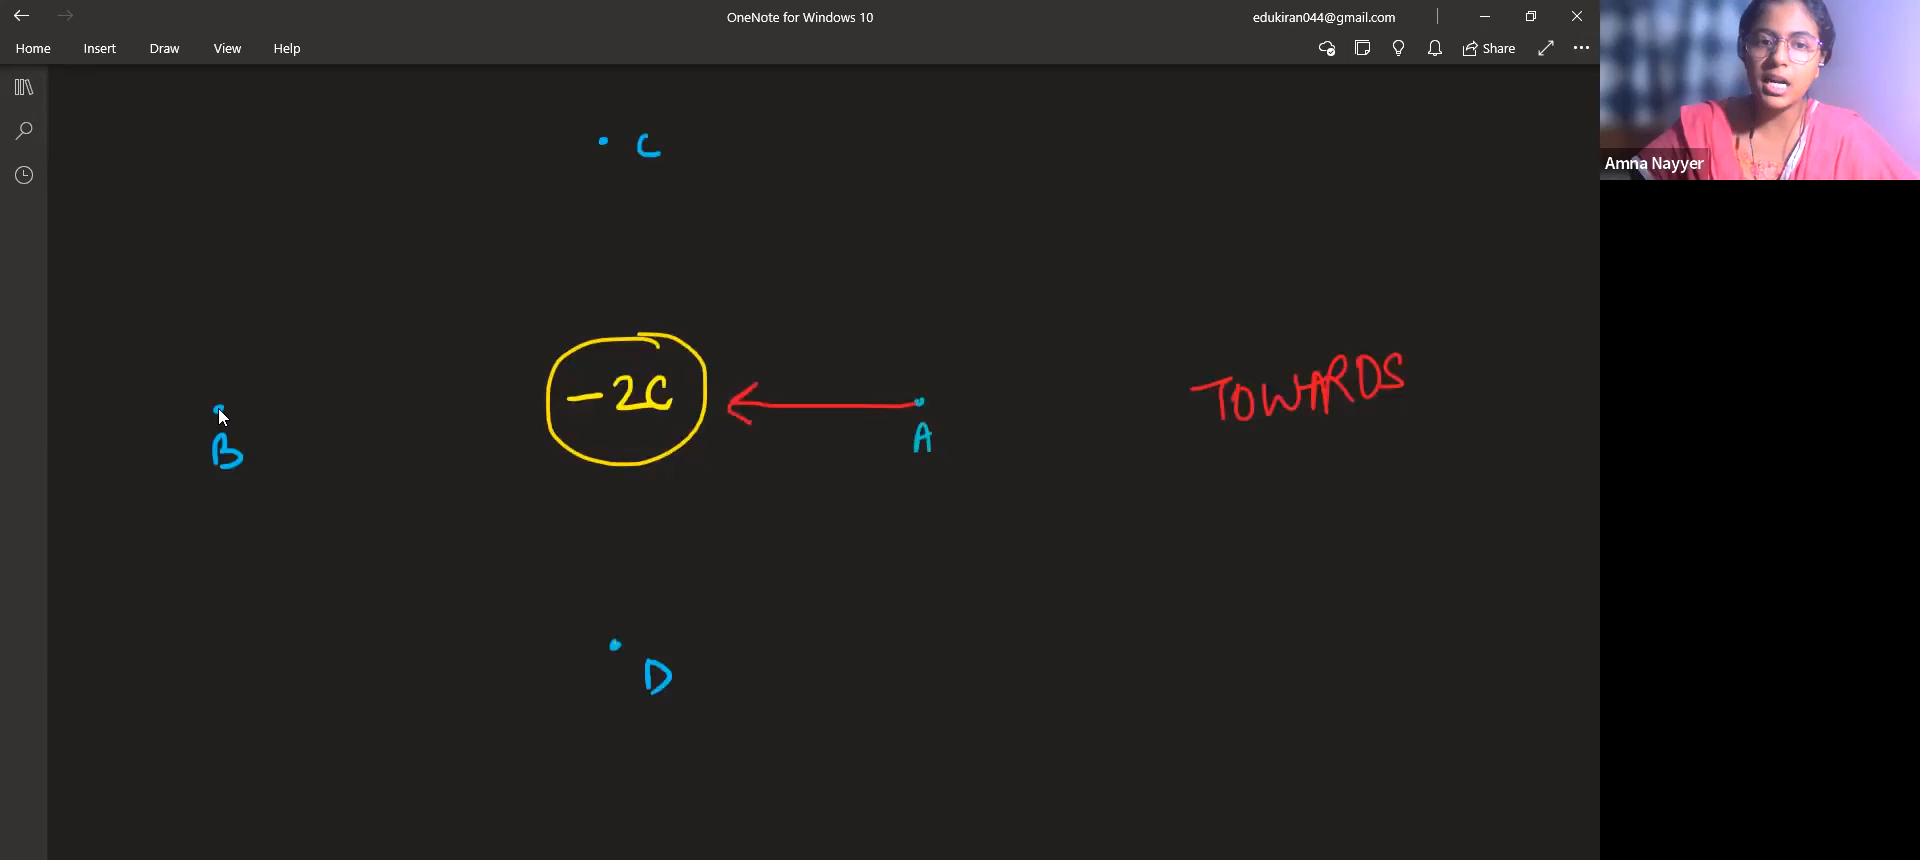 OneNote for Windows 10
edukiran044@gmail.com
Home Insert Draw View Help
Share
Amna Nayyer
C
TOWARDS
-2C
A
B
D